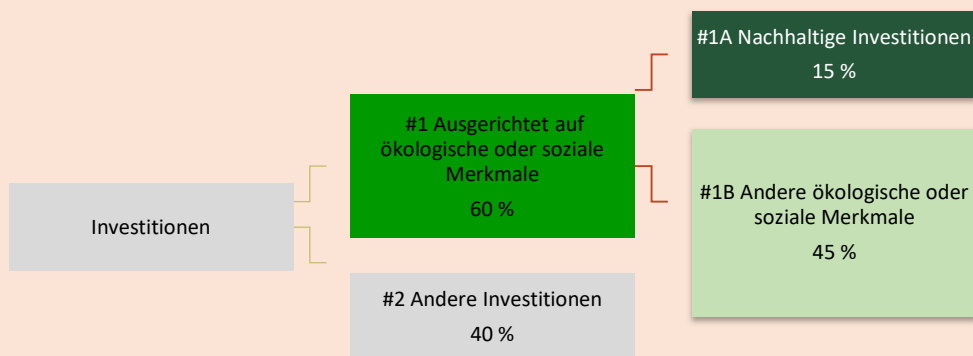 Investitionen
#1 Ausgerichtet auf
ökologische oder soziale
Merkmale
60 %
#2 Andere Investitionen
40 %
#1A Nachhaltige Investitionen
15 %
#1B Andere ökologische oder
soziale Merkmale
45 %